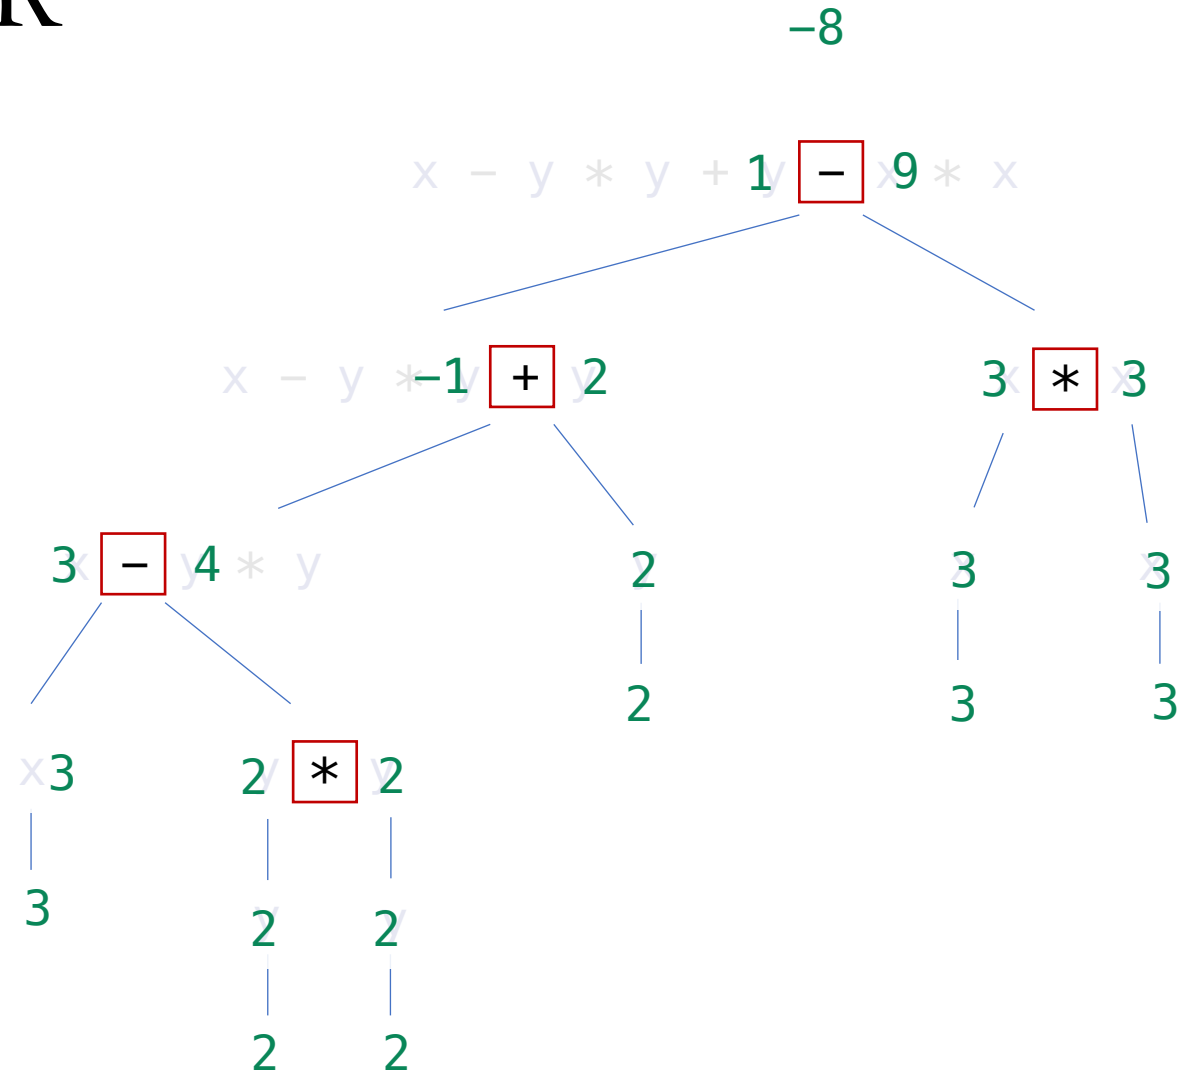 −8
x − y * y + y 1 − x 9 * x
x − y * y −1 + y 2 3 x * x 3
3 x − y 4 * y y 2 x 3 x 3
2 3 3
x 3 2 y * y 2
3 y 2 y 2
2 2